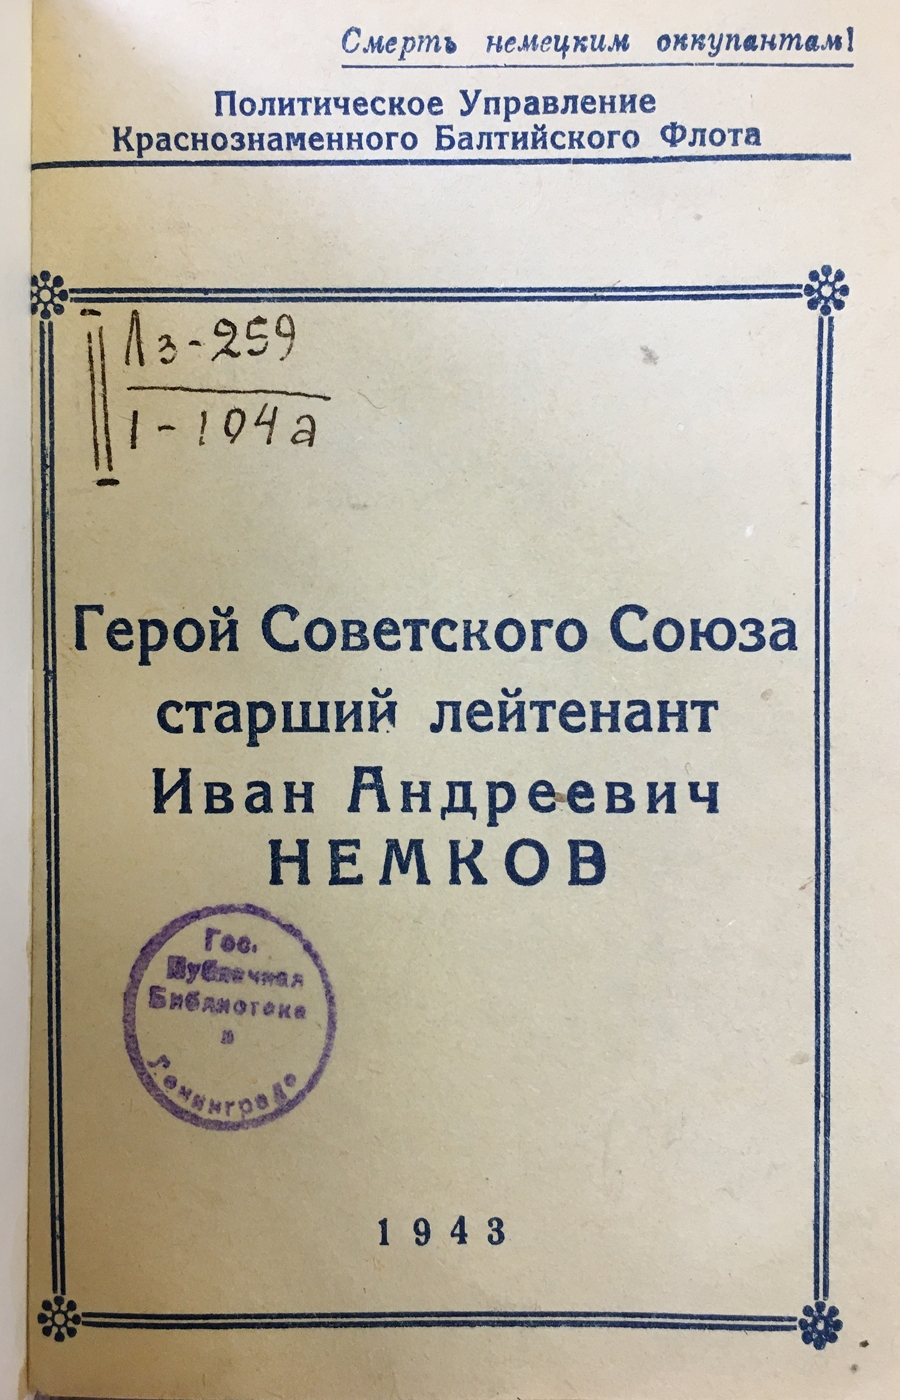 Смерть немецким оккупантам!
Политическое Управление
Краснознаменного Балтийского Флота
Лз-259
1-104а
Герой Советского Союза
старший лейтенант
Иван Андреевич
НЕМКОВ
Гос.
Публичная
Библиотека
в
Ленинграде
1943